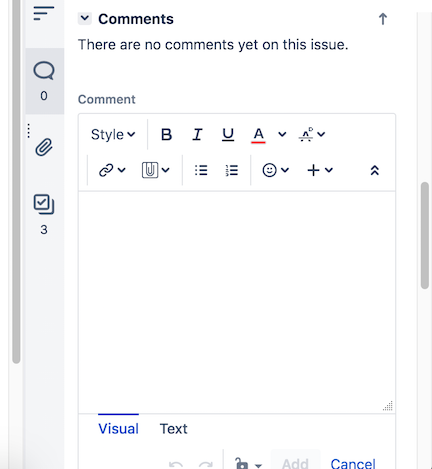 Comments
There are no comments yet on this issue.
0
Comment
Style B I U A
3
Visual Text
Add Cancel